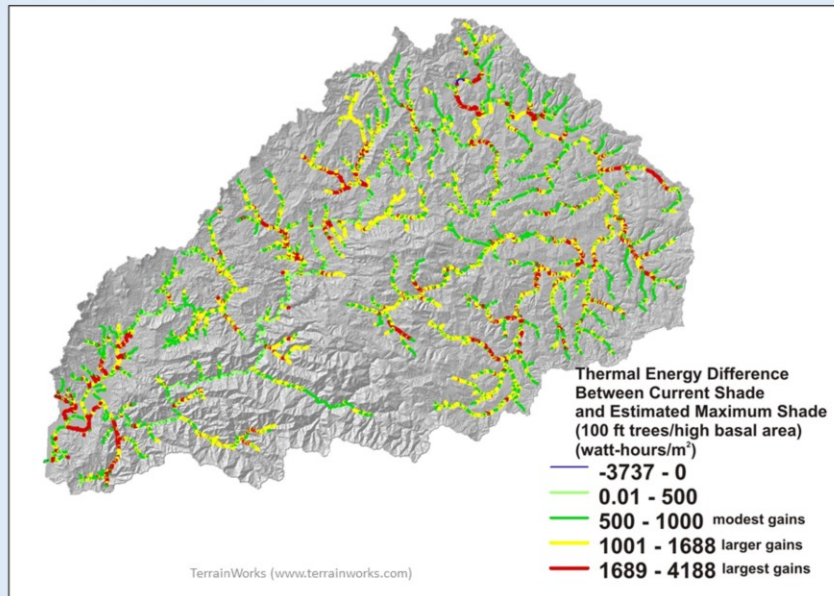 Thermal Energy Difference
Between Current Shade
and Estimated Maximum Shade
(100 ft trees/high basal area)
(watt-hours/m²)
-3737 - 0
0.01 - 500
500 - 1000 modest gains
1001 - 1688 larger gains
1689 - 4188 largest gains
TerrainWorks (www.terrainworks.com)